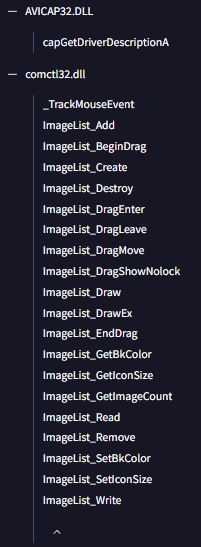 AVICAP32.DLL
capGetDriverDescriptionA
comctl32.dll
_TrackMouseEvent
ImageList_Add
ImageList_BeginDrag
ImageList_Create
ImageList_Destroy
ImageList_DragEnter
ImageList_DragLeave
ImageList_DragMove
ImageList_DragShowNolock
ImageList_Draw
ImageList_DrawEx
ImageList_EndDrag
ImageList_GetBkColor
ImageList_GetIconSize
ImageList_GetImageCount
ImageList_Read
ImageList_Remove
ImageList_SetBkColor
ImageList_SetIconSize
ImageList_Write